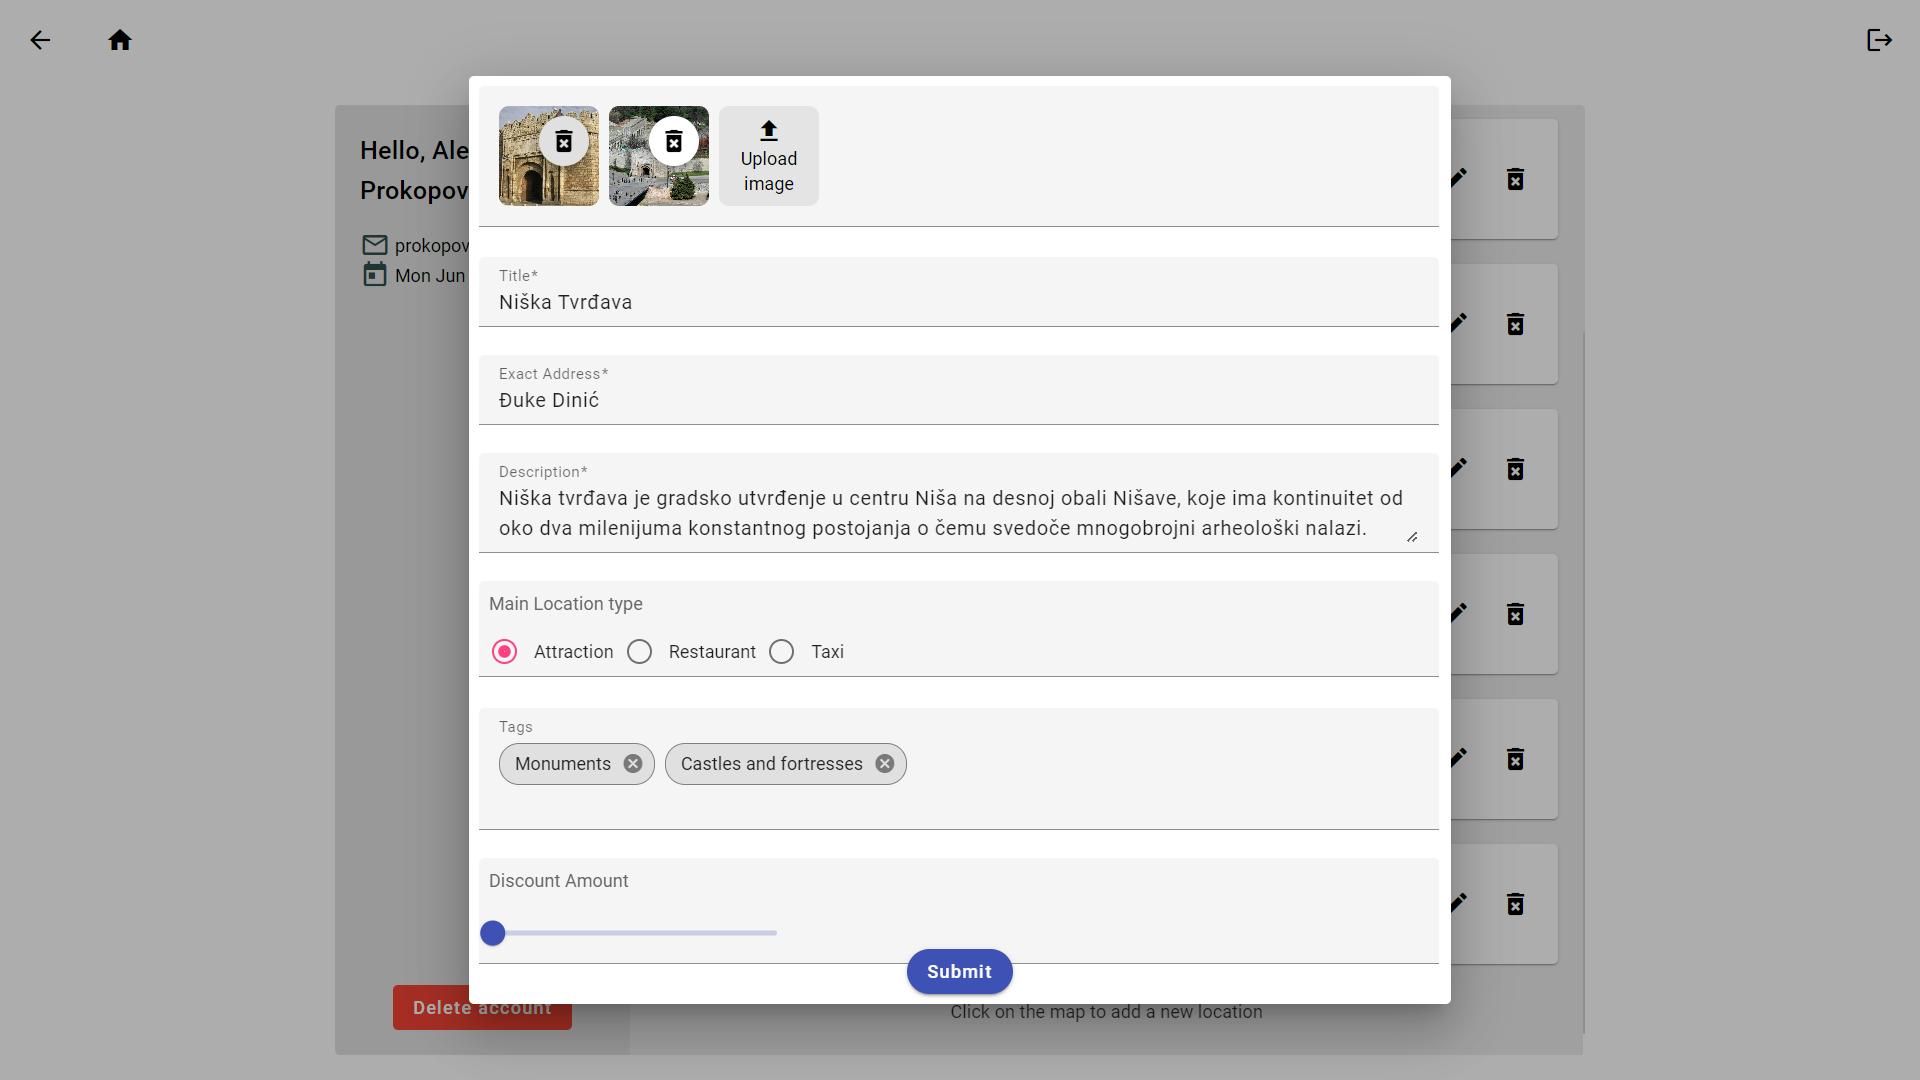 Hello, Ale
Prokopov
prokopov
Mon Jun
Delete account
Upload
image
Title*
Niška Tvrđava
Exact Address*
Đuke Dinić
Description*
Niška tvrđava je gradsko utvrđenje u centru Niša na desnoj obali Nišave, koje ima kontinuitet od
oko dva milenijuma konstantnog postojanja o čemu svedoče mnogobrojni arheološki nalazi.
Main Location type
Attraction Restaurant Taxi
Tags
Monuments Castles and fortresses
Discount Amount
Submit
Click on the map to add a new location